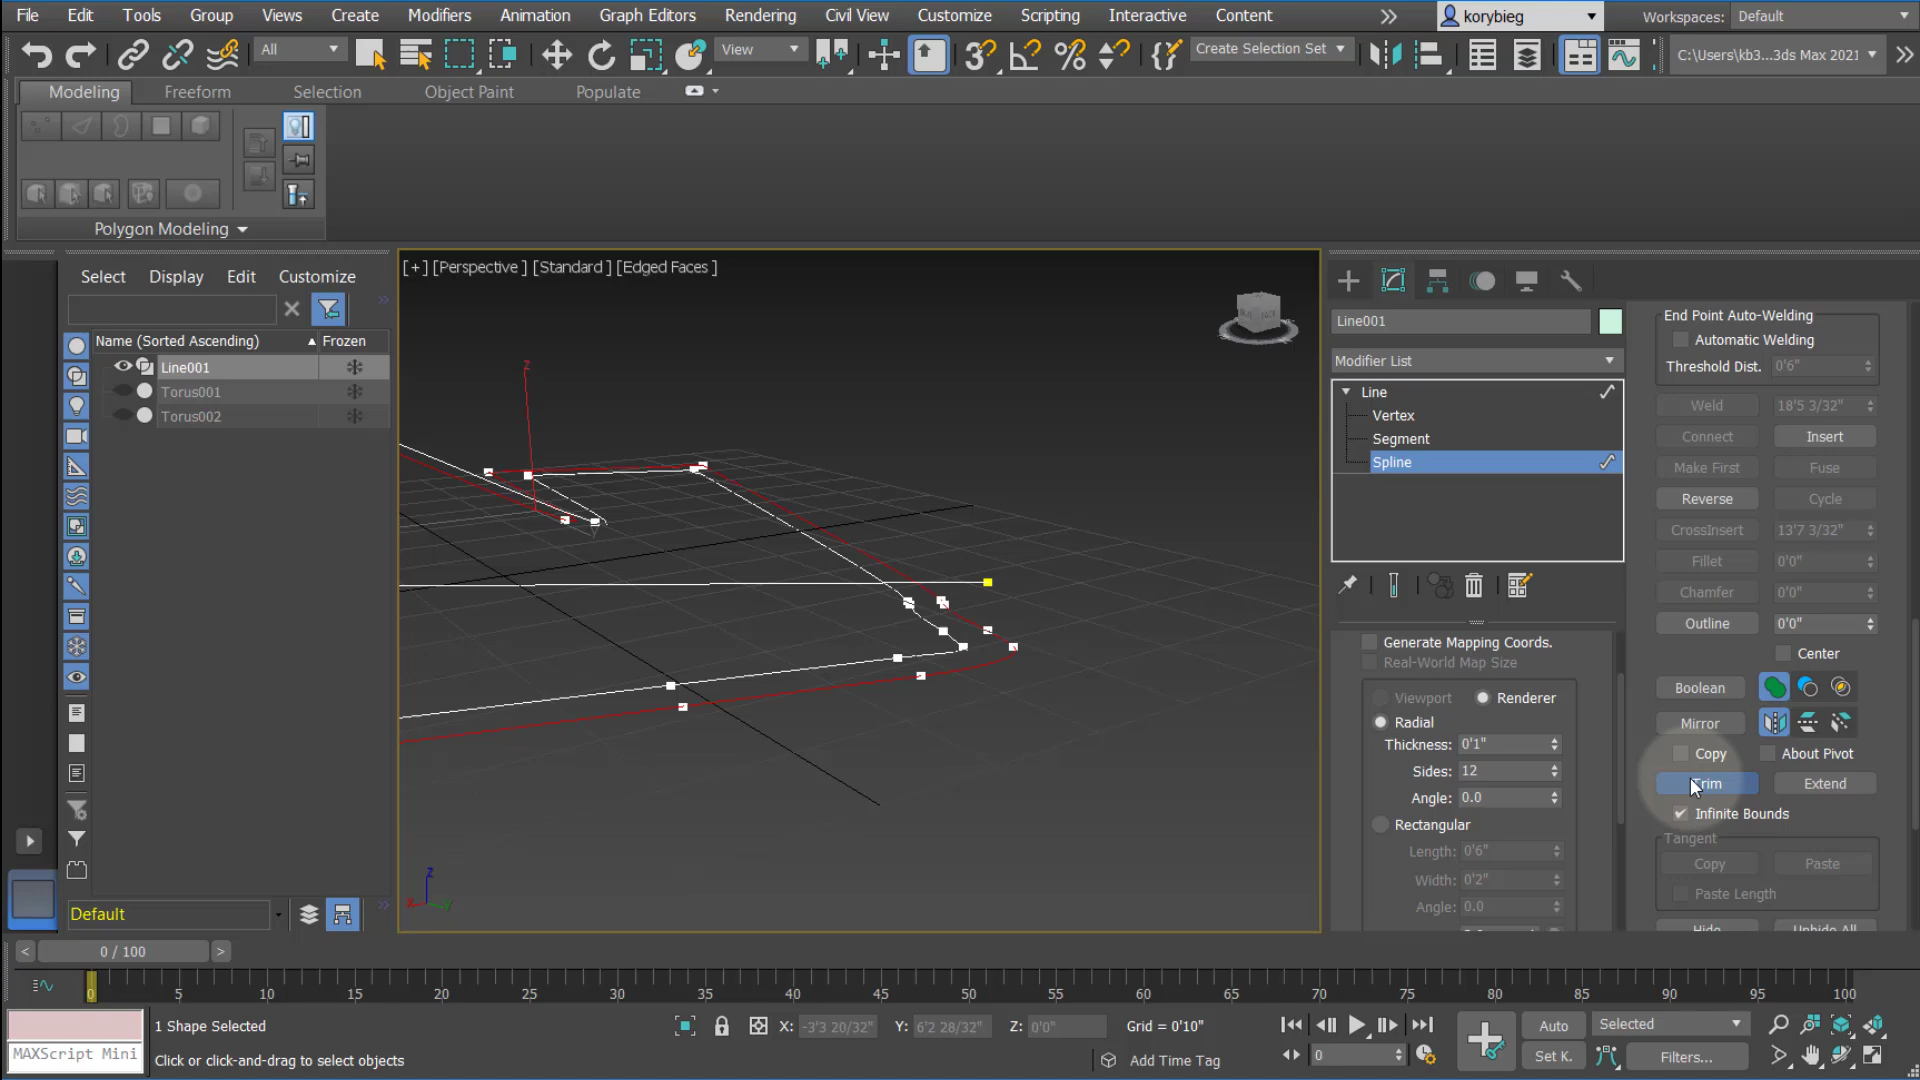 File Edit Tools Group Views Create Modifiers Animation Graph Editors Rendering Civil View Customize Scripting Interactive Content korybieg Workspaces: Default
All View Create Selection Set C:\Users\kb3...3ds Max 2021
Modeling Freeform Selection Object Paint Populate
Polygon Modeling
Select Display Edit Customize
Name (Sorted Ascending) Frozen
Line001
Torus001
Torus002
Default
[+] [Perspective ] [Standard ] [Edged Faces ]
z
z
x
y
Line001
Modifier List
Line
Vertex
Segment
Spline
Generate Mapping Coords.
Real-World Map Size
Viewport Renderer
Radial
Thickness: 0'1"
Sides: 12
Angle: 0.0
Rectangular
Length: 0'6"
Width: 0'2"
Angle: 0.0
End Point Auto-Welding
Automatic Welding
Threshold Dist. 0'6"
Weld 18'5 3/32"
Connect Insert
Make First Fuse
Reverse Cycle
CrossInsert 13'7 3/32"
Fillet 0'0"
Chamfer 0'0"
Outline 0'0"
Center
Boolean
Mirror
Copy About Pivot
Trim Extend
Infinite Bounds
Tangent
Copy Paste
Paste Length
Hide Unhide All
< 0 / 100 >
0 5 10 15 20 25 30 35 40 45 50 55 60 65 70 75 80 85 90 95 100
1 Shape Selected X: -3'3 20/32" Y: 6'2 28/32" Z: 0'0" Grid = 0'10" Auto Selected
MAXScript Mini Click or click-and-drag to select objects Add Time Tag 0 Set K. Filters...